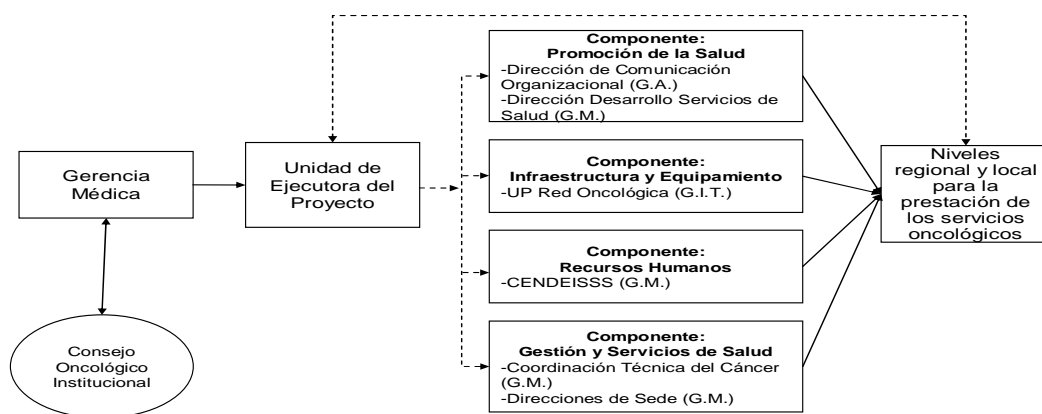 Gerencia
Médica
Consejo
Oncológico
Institucional
Unidad de
Ejecutora del
Proyecto
Componente:
Promoción de la Salud
-Dirección de Comunicación
Organizacional (G.A.)
-Dirección Desarrollo Servicios de
Salud (G.M.)
Componente:
Infraestructura y Equipamiento
-UP Red Oncológica (G.I.T.)
Componente:
Recursos Humanos
-CENDEISSS (G.M.)
Componente:
Gestión y Servicios de Salud
-Coordinación Técnica del Cáncer
(G.M.)
-Direcciones de Sede (G.M.)
Niveles
regional y local
para la
prestación de
los servicios
oncológicos